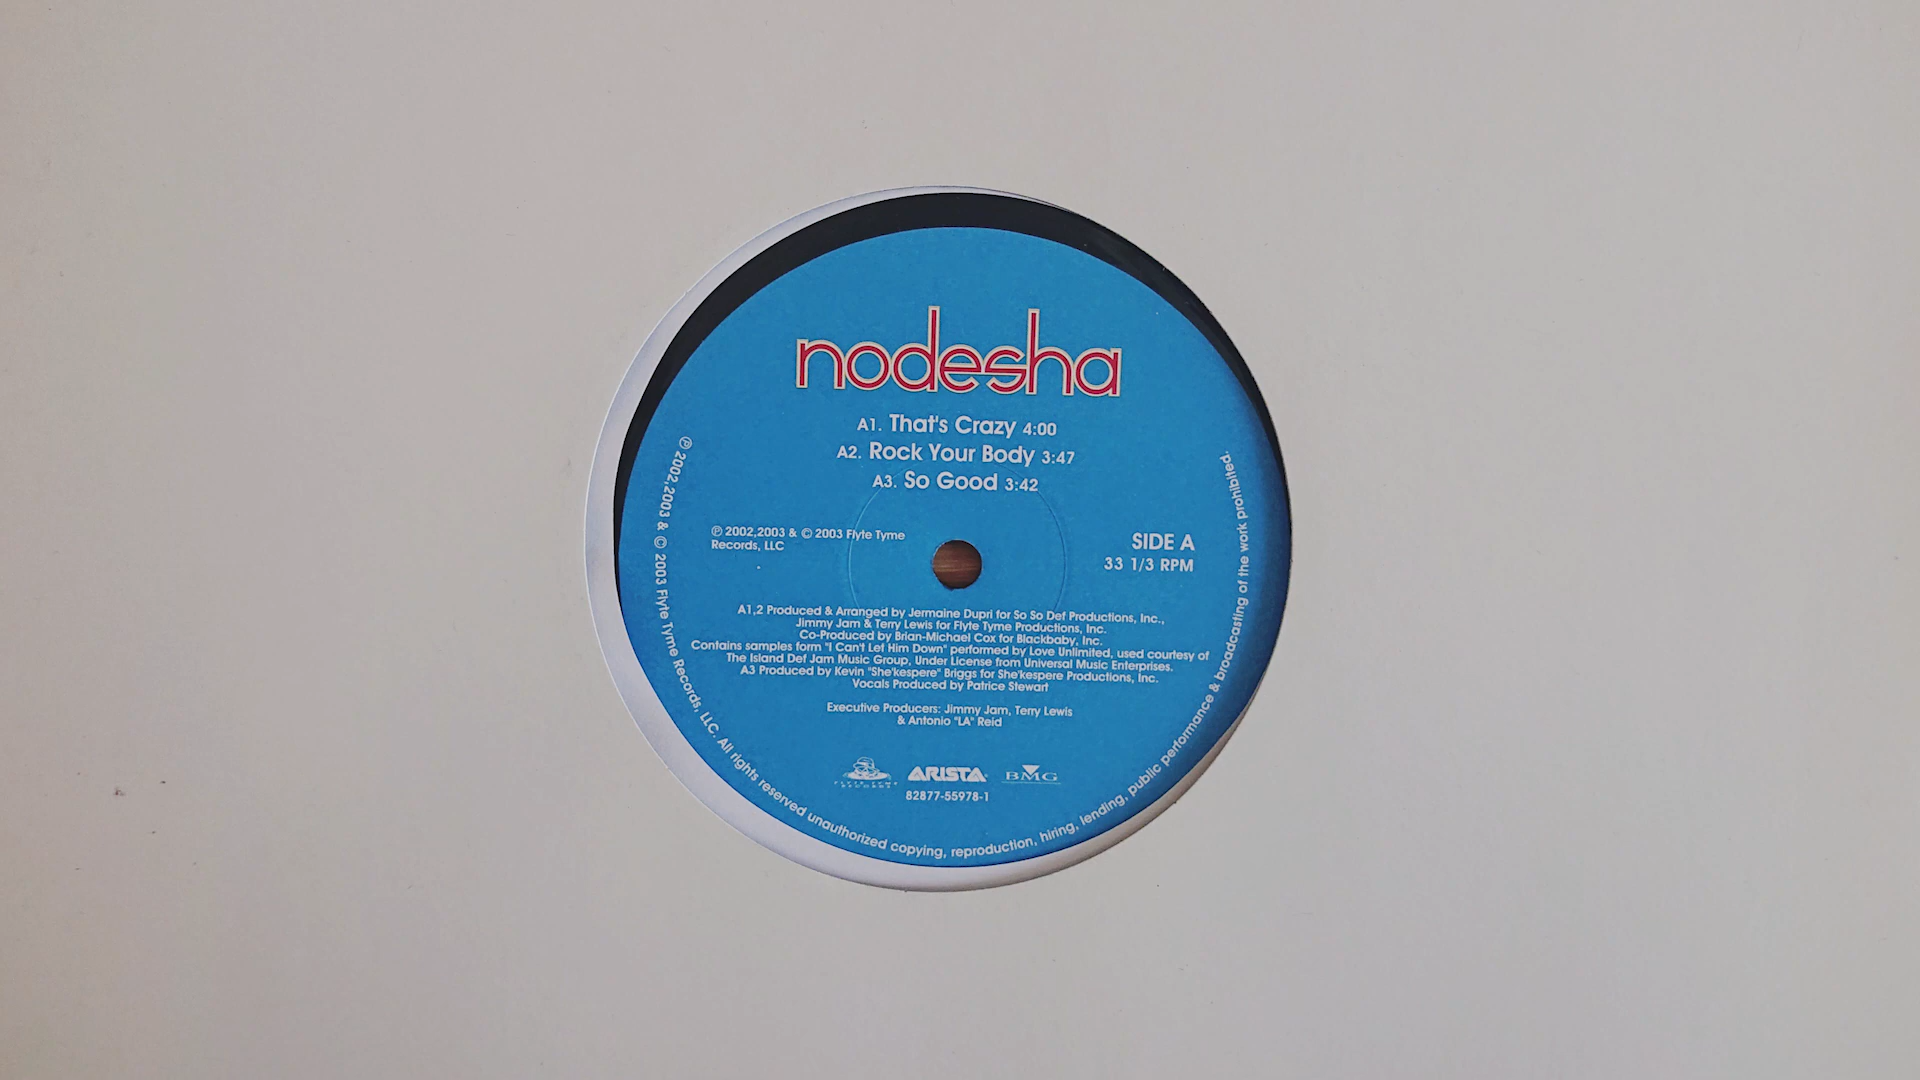 nodesha
A1. That's Crazy 4:00
A2. Rock Your Body 3:47
A3. So Good 3:42
℗ 2002,2003 & © 2003 Flyte Tyme
Records, LLC
SIDE A
33 1/3 RPM
A1,2 Produced & Arranged by Jermaine Dupri for So So Def Productions, Inc.,
Jimmy Jam & Terry Lewis for Flyte Tyme Productions, Inc.
Co-Produced by Brian-Michael Cox for Blackbaby, Inc.
Contains samples form "I Can't Let Him Down" performed by Love Unlimited, used courtesy of
The Island Def Jam Music Group, Under License from Universal Music Enterprises.
A3 Produced by Kevin "She'kespere" Briggs for She'kespere Productions, Inc.
Vocals Produced by Patrice Stewart
Executive Producers: Jimmy Jam, Terry Lewis
& Antonio "LA" Reid
FLYTE TYME
RECORDS
ARISTA
BMG
82877-55978-1
℗ 2002,2003 & © 2003 Flyte Tyme Records, LLC. All rights reserved unauthorized copying, reproduction, hiring, lending, public performance & broadcasting of the work prohibited.